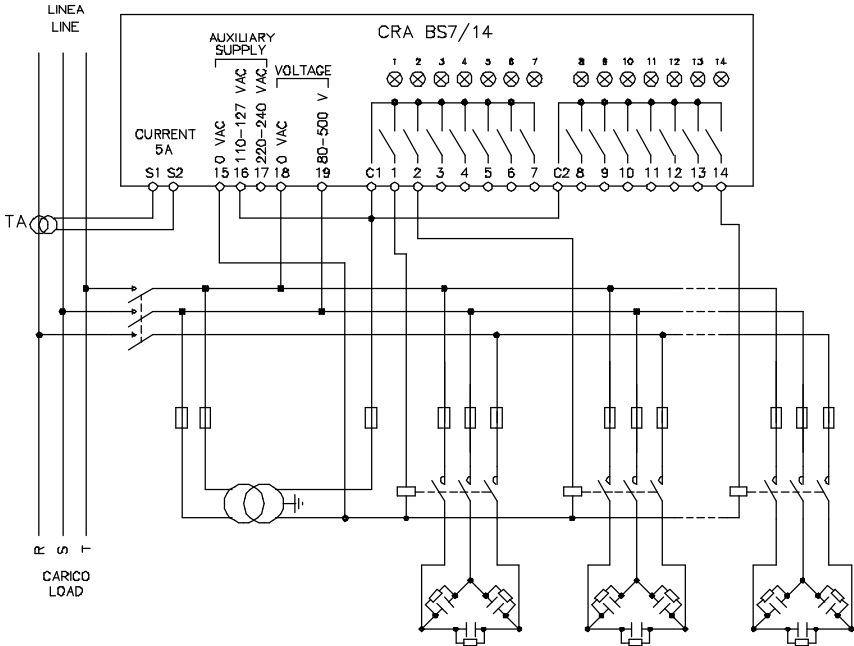 LINEA
LINE
CRA BS7/14
AUXILIARY
SUPPLY
VOLTAGE
0 VAC
110-127 VAC
220-240 VAC
0 VAC
80-500 V
1 2 3 4 5 6 7
8 9 10 11 12 13 14
CURRENT
5A
S1 S2 15 16 17 18 19 C1 1 2 3 4 5 6 7 C2 8 9 10 11 12 13 14
TA
R S T
CARICO
LOAD